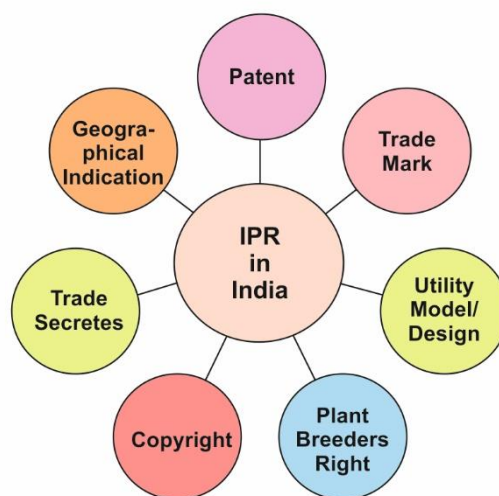 Patent
Trade
Mark
Utility
Model/
Design
Plant
Breeders
Right
Copyright
Trade
Secretes
Geogra-
phical
Indication
IPR
in
India